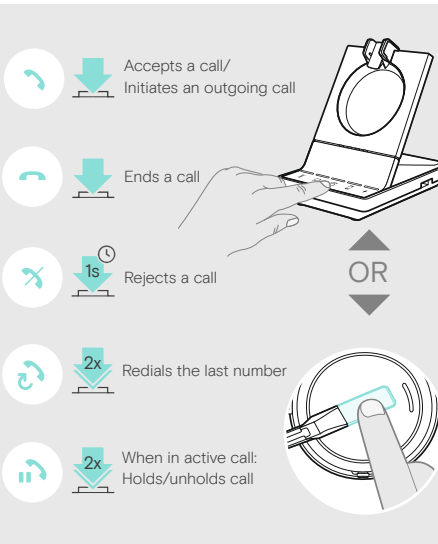 Accepts a call/
Initiates an outgoing call
Ends a call
1s
Rejects a call
OR
2x
Redials the last number
2x
When in active call:
Holds/unholds call